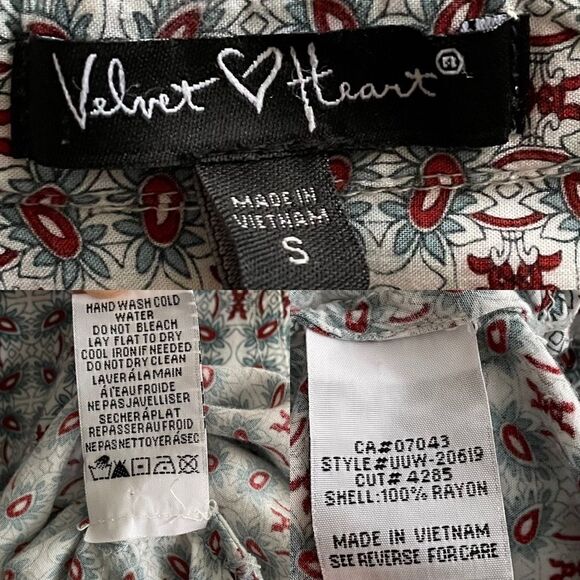 Velvet Heart
MADE IN
VIETNAM
S
HAND WASH COLD
WATER
DO NOT BLEACH
LAY FLAT TO DRY
COOL IRON IF NEEDED
DO NOT DRY CLEAN
LAVER À LA MAIN
À L'EAU FROIDE
NE PAS JAVELLISER
SECHER À PLAT
REPASSER AU FROID
NE PAS NETTOYER À SEC
CA#07043
STYLE#UUW-20619
CUT# 4285
SHELL:100% RAYON
MADE IN VIETNAM
SEE REVERSE FOR CARE